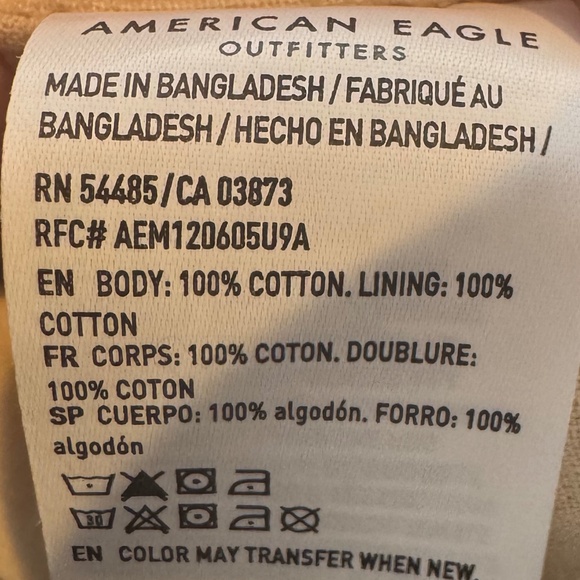 AMERICAN EAGLE
OUTFITTERS
MADE IN BANGLADESH / FABRIQUÉ AU
BANGLADESH / HECHO EN BANGLADESH /
RN 54485/CA 03873
RFC# AEM120605U9A
EN BODY: 100% COTTON. LINING: 100%
COTTON
FR CORPS: 100% COTON. DOUBLURE:
100% COTON
SP CUERPO: 100% algodón. FORRO: 100%
algodón
30
EN COLOR MAY TRANSFER WHEN NEW.